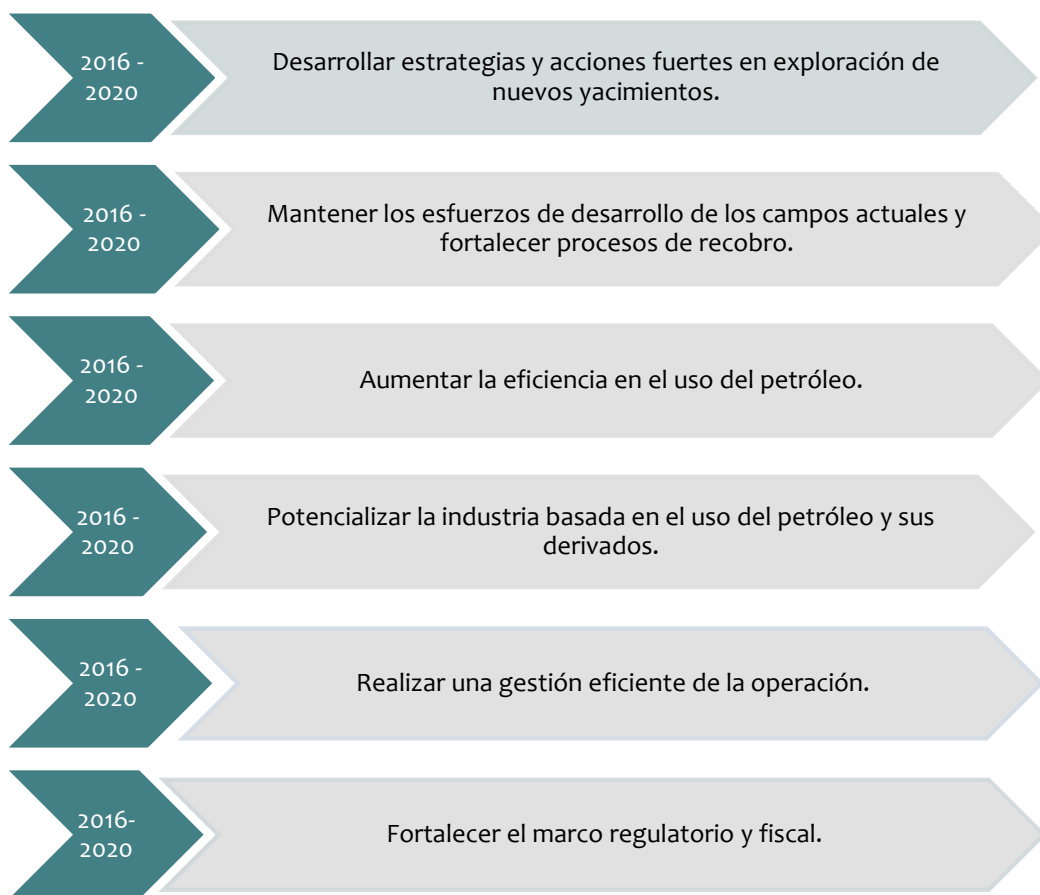 2016 -
2020
Desarrollar estrategias y acciones fuertes en exploración de
nuevos yacimientos.
2016 -
2020
Mantener los esfuerzos de desarrollo de los campos actuales y
fortalecer procesos de recobro.
2016 -
2020
Aumentar la eficiencia en el uso del petróleo.
2016 -
2020
Potencializar la industria basada en el uso del petróleo y sus
derivados.
2016 -
2020
Realizar una gestión eficiente de la operación.
2016-
2020
Fortalecer el marco regulatorio y fiscal.